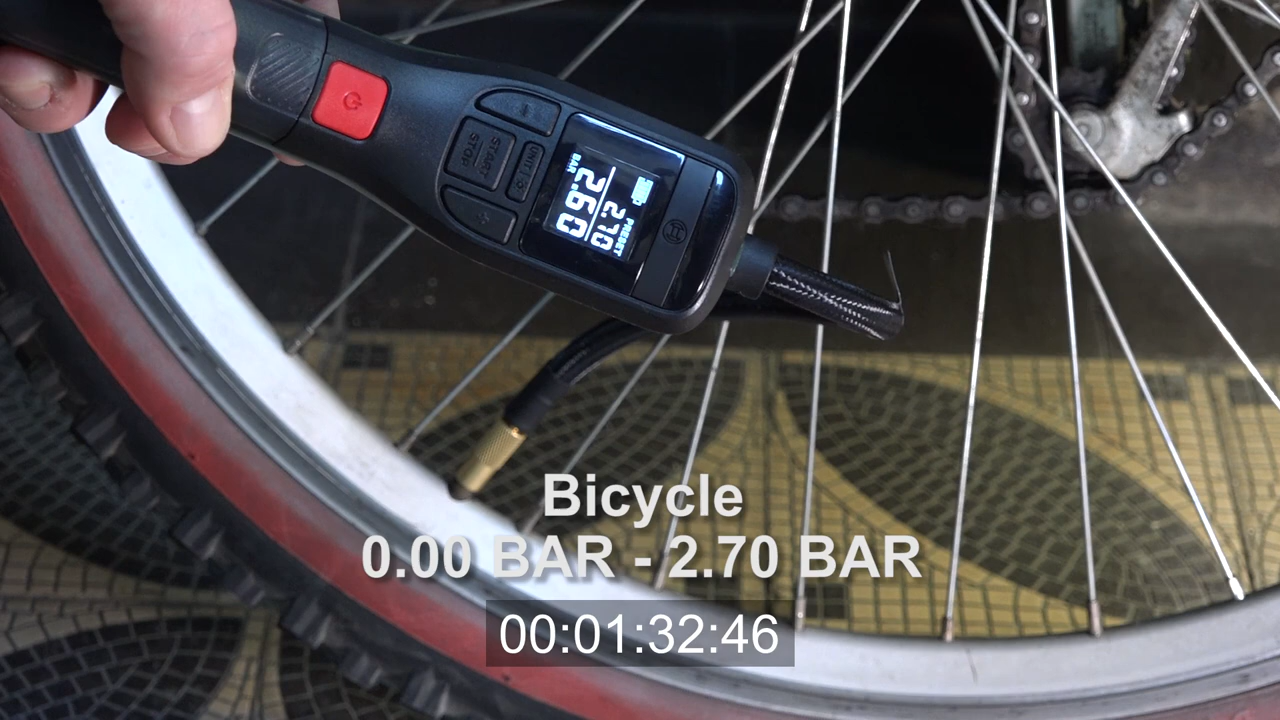 START
STOP
UNIT
BAR
2.60
2.70
PRESET
Bicycle
0.00 BAR - 2.70 BAR
00:01:32:46